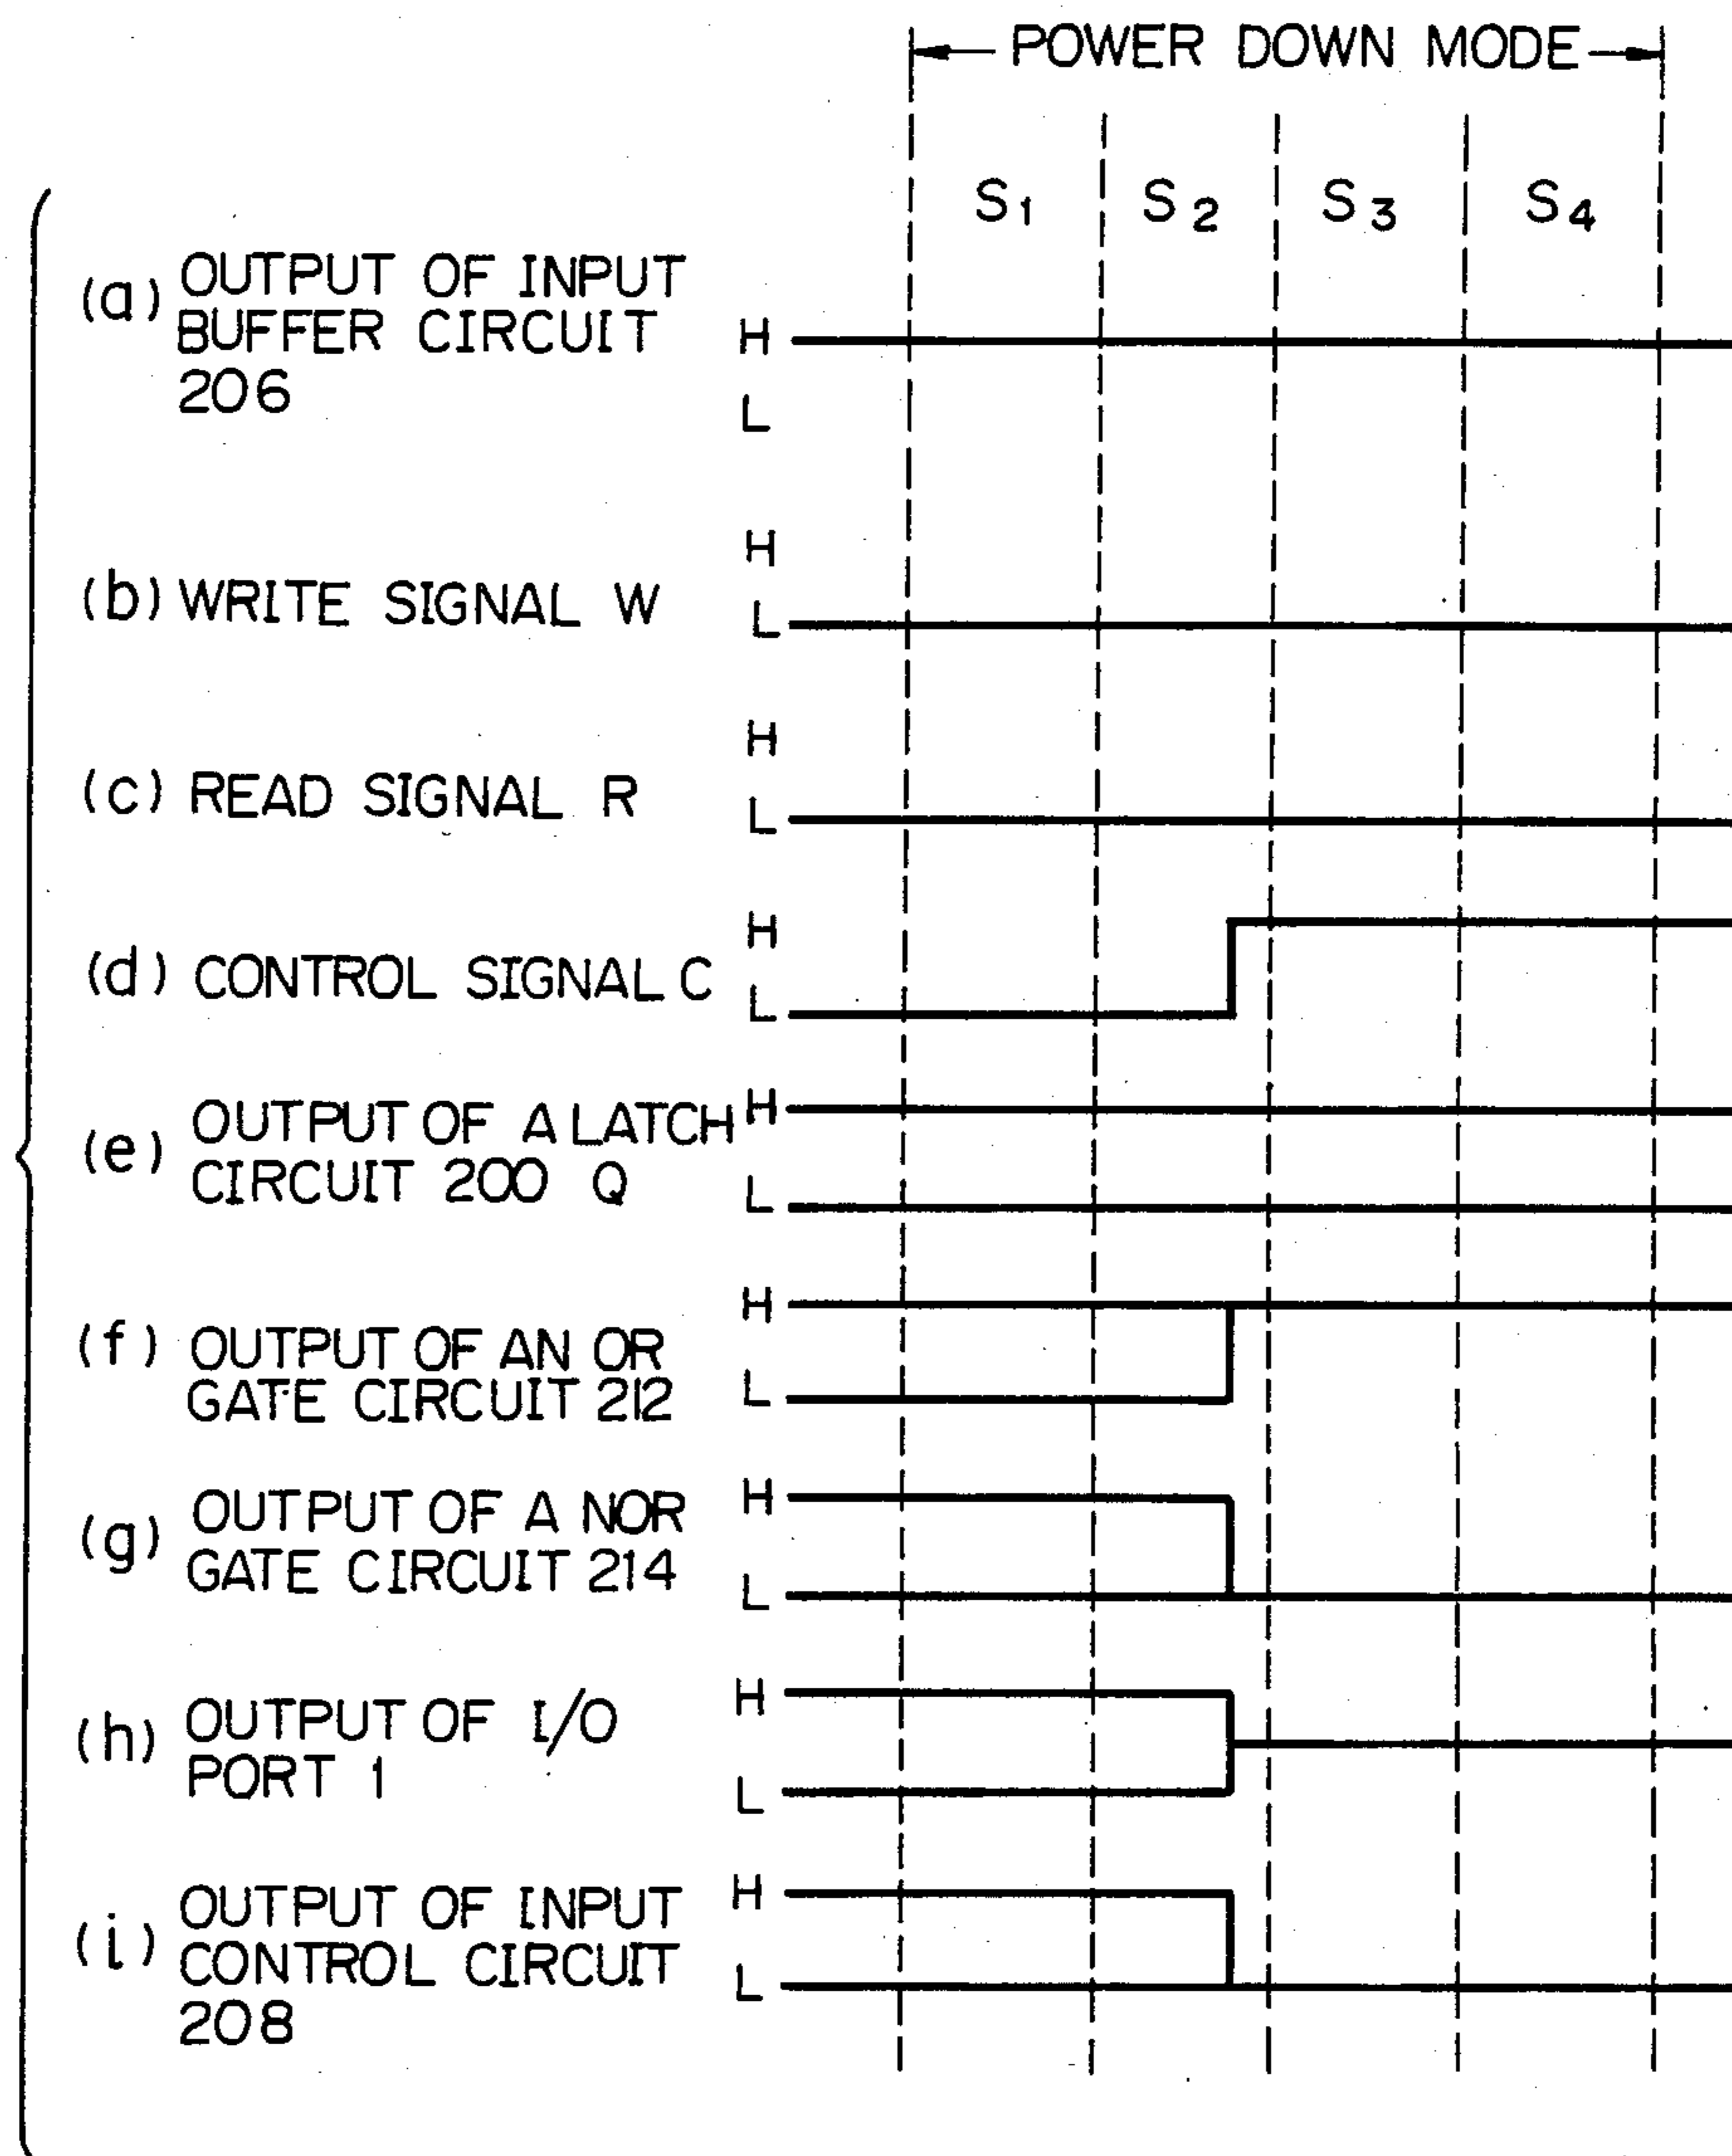 POWER DOWN MODE
S1 S2 S3 S4
(a) OUTPUT OF INPUT
BUFFER CIRCUIT
206
H
L
(b) WRITE SIGNAL W
H
L
(c) READ SIGNAL R
H
L
(d) CONTROL SIGNAL C
H
L
(e) OUTPUT OF A LATCH
CIRCUIT 200 Q
H
L
(f) OUTPUT OF AN OR
GATE CIRCUIT 212
H
L
(g) OUTPUT OF A NOR
GATE CIRCUIT 214
H
L
(h) OUTPUT OF I/O
PORT 1
H
L
(i) OUTPUT OF INPUT
CONTROL CIRCUIT
208
H
L